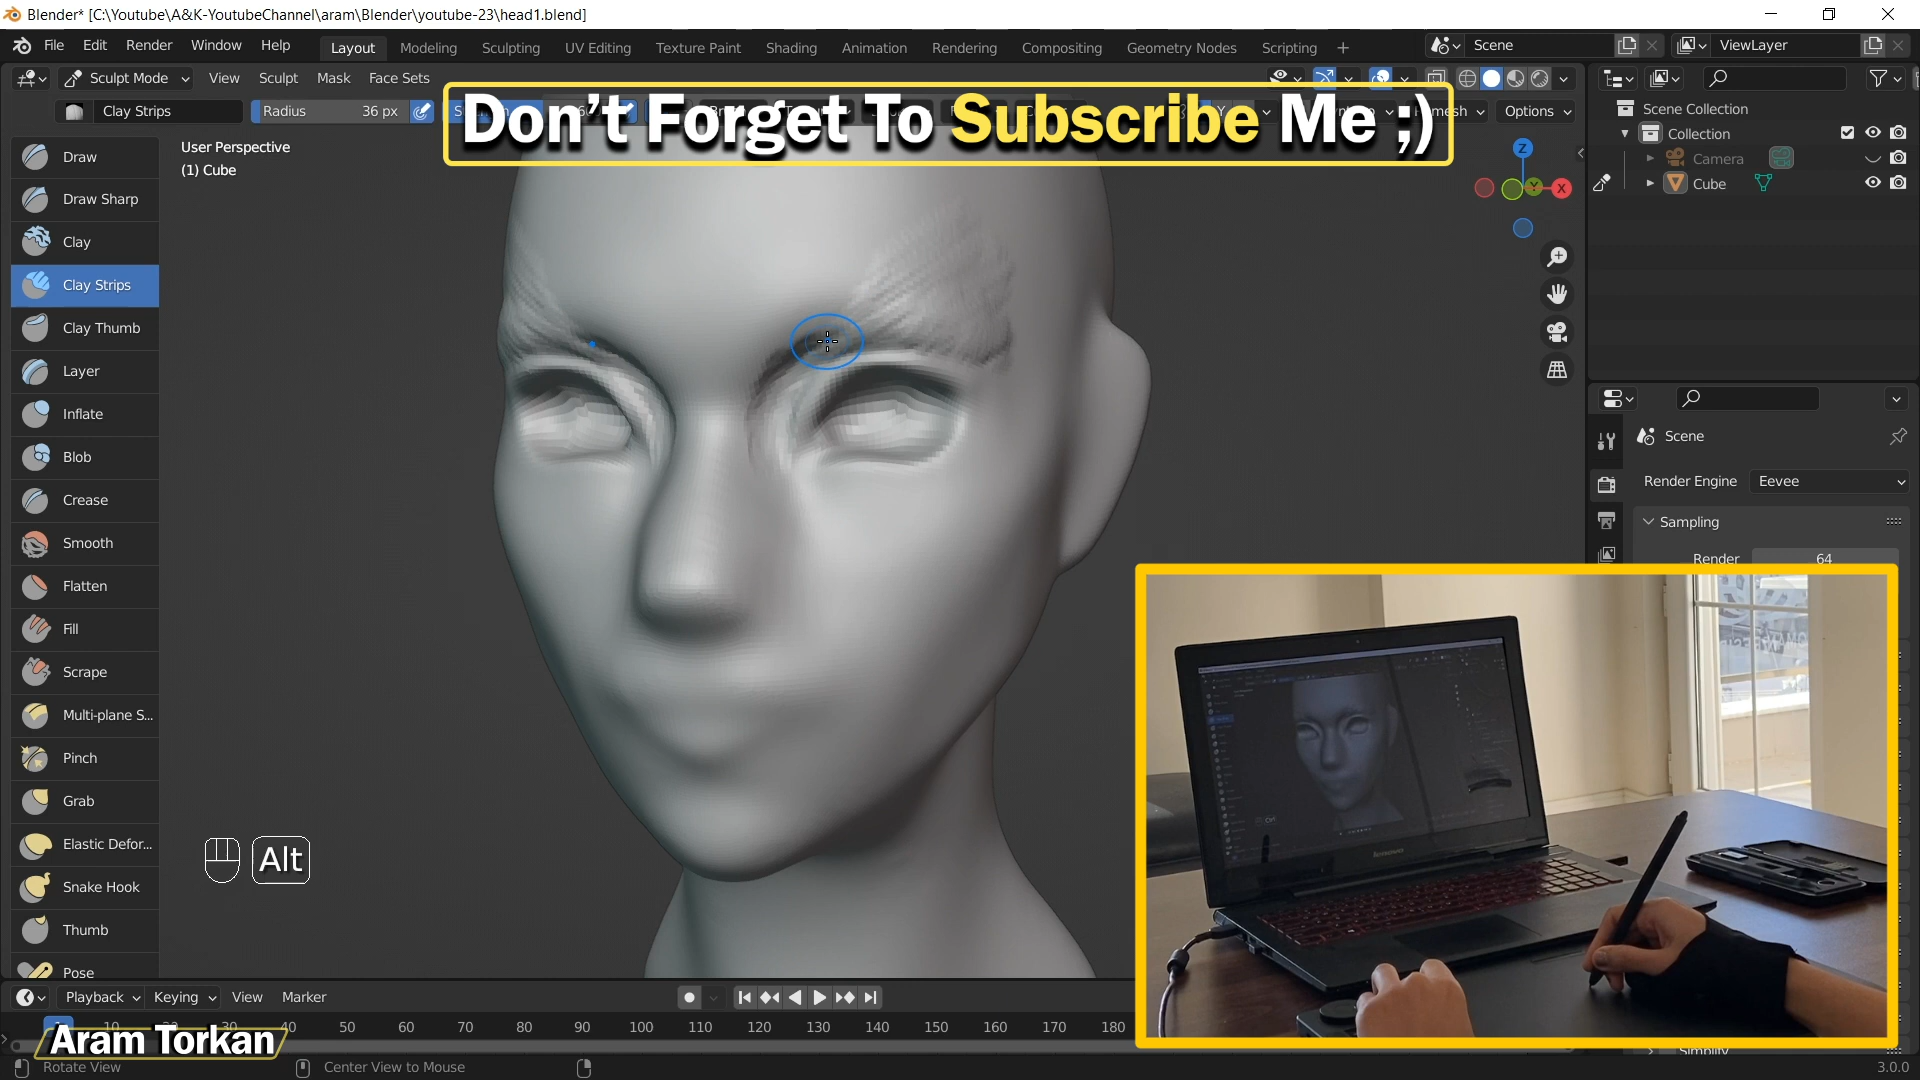 Blender* [C:\Youtube\A&K-YoutubeChannel\aram\Blender\youtube-23\head1.blend]
File Edit Render Window Help Layout Modeling Sculpting UV Editing Texture Paint Shading Animation Rendering Compositing Geometry Nodes Scripting + Scene ViewLayer
Sculpt Mode View Sculpt Mask Face Sets
Clay Strips Radius 36 px Options
Don't Forget To Subscribe Me ;)
User Perspective
(1) Cube
Scene Collection
Collection
Camera
Cube
Z
Y
X
Draw
Draw Sharp
Clay
Clay Strips
Clay Thumb
Layer
Inflate
Blob
Crease
Smooth
Flatten
Fill
Scrape
Multi-plane S...
Pinch
Grab
Elastic Defor...
Snake Hook
Thumb
Pose
Alt
Scene
Render Engine Eevee
Sampling
Render 64
lenovo
Simplify
Playback Keying View Marker
40 50 60 70 80 90 100 110 120 130 140 150 160 170 180
Aram Torkan
Rotate View Center View to Mouse 3.0.0